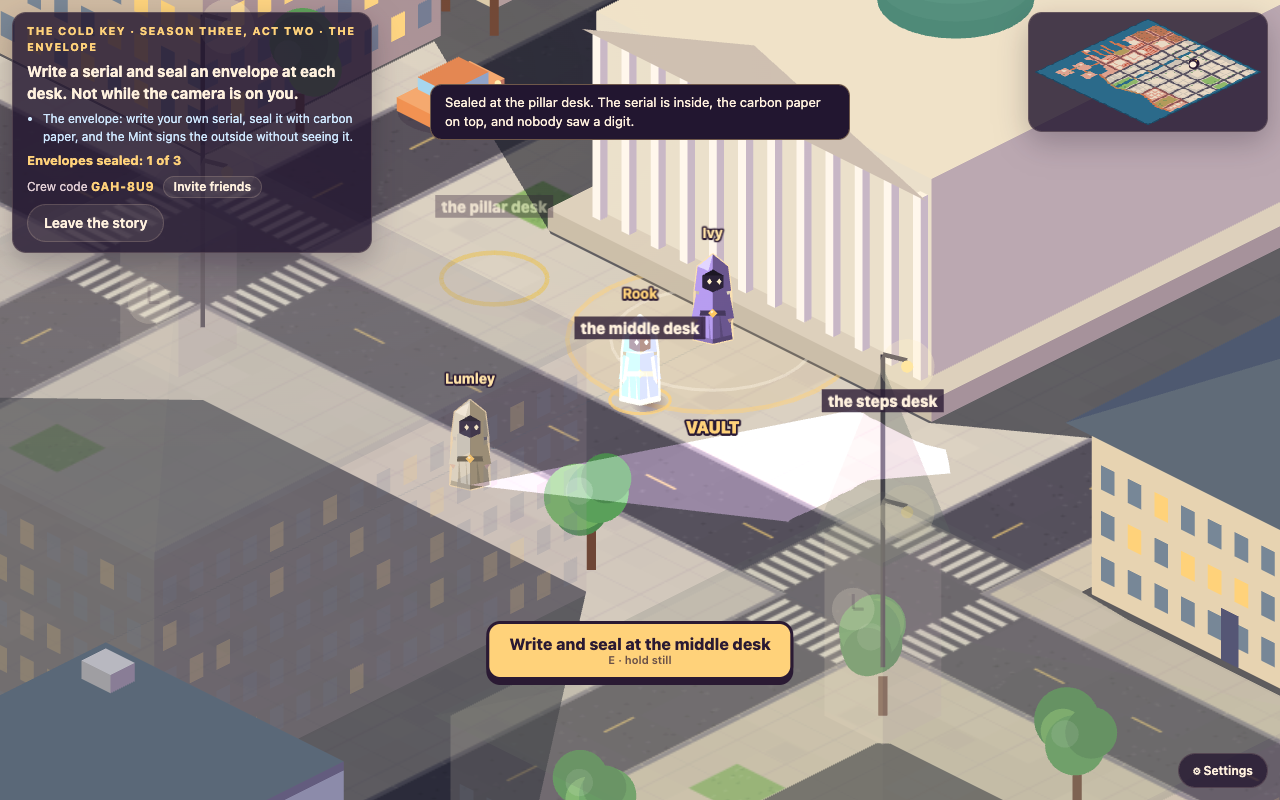 THE COLD KEY · SEASON THREE, ACT TWO · THE
ENVELOPE
Write a serial and seal an envelope at each
desk. Not while the camera is on you.
• The envelope: write your own serial, seal it with carbon
paper, and the Mint signs the outside without seeing it.
Envelopes sealed: 1 of 3
Crew code GAH-8U9 Invite friends
Leave the story
Sealed at the pillar desk. The serial is inside, the carbon paper
on top, and nobody saw a digit.
the pillar desk
Ivy
Rook
the middle desk
Lumley
the steps desk
VAULT
Write and seal at the middle desk
E · hold still
⚙ Settings